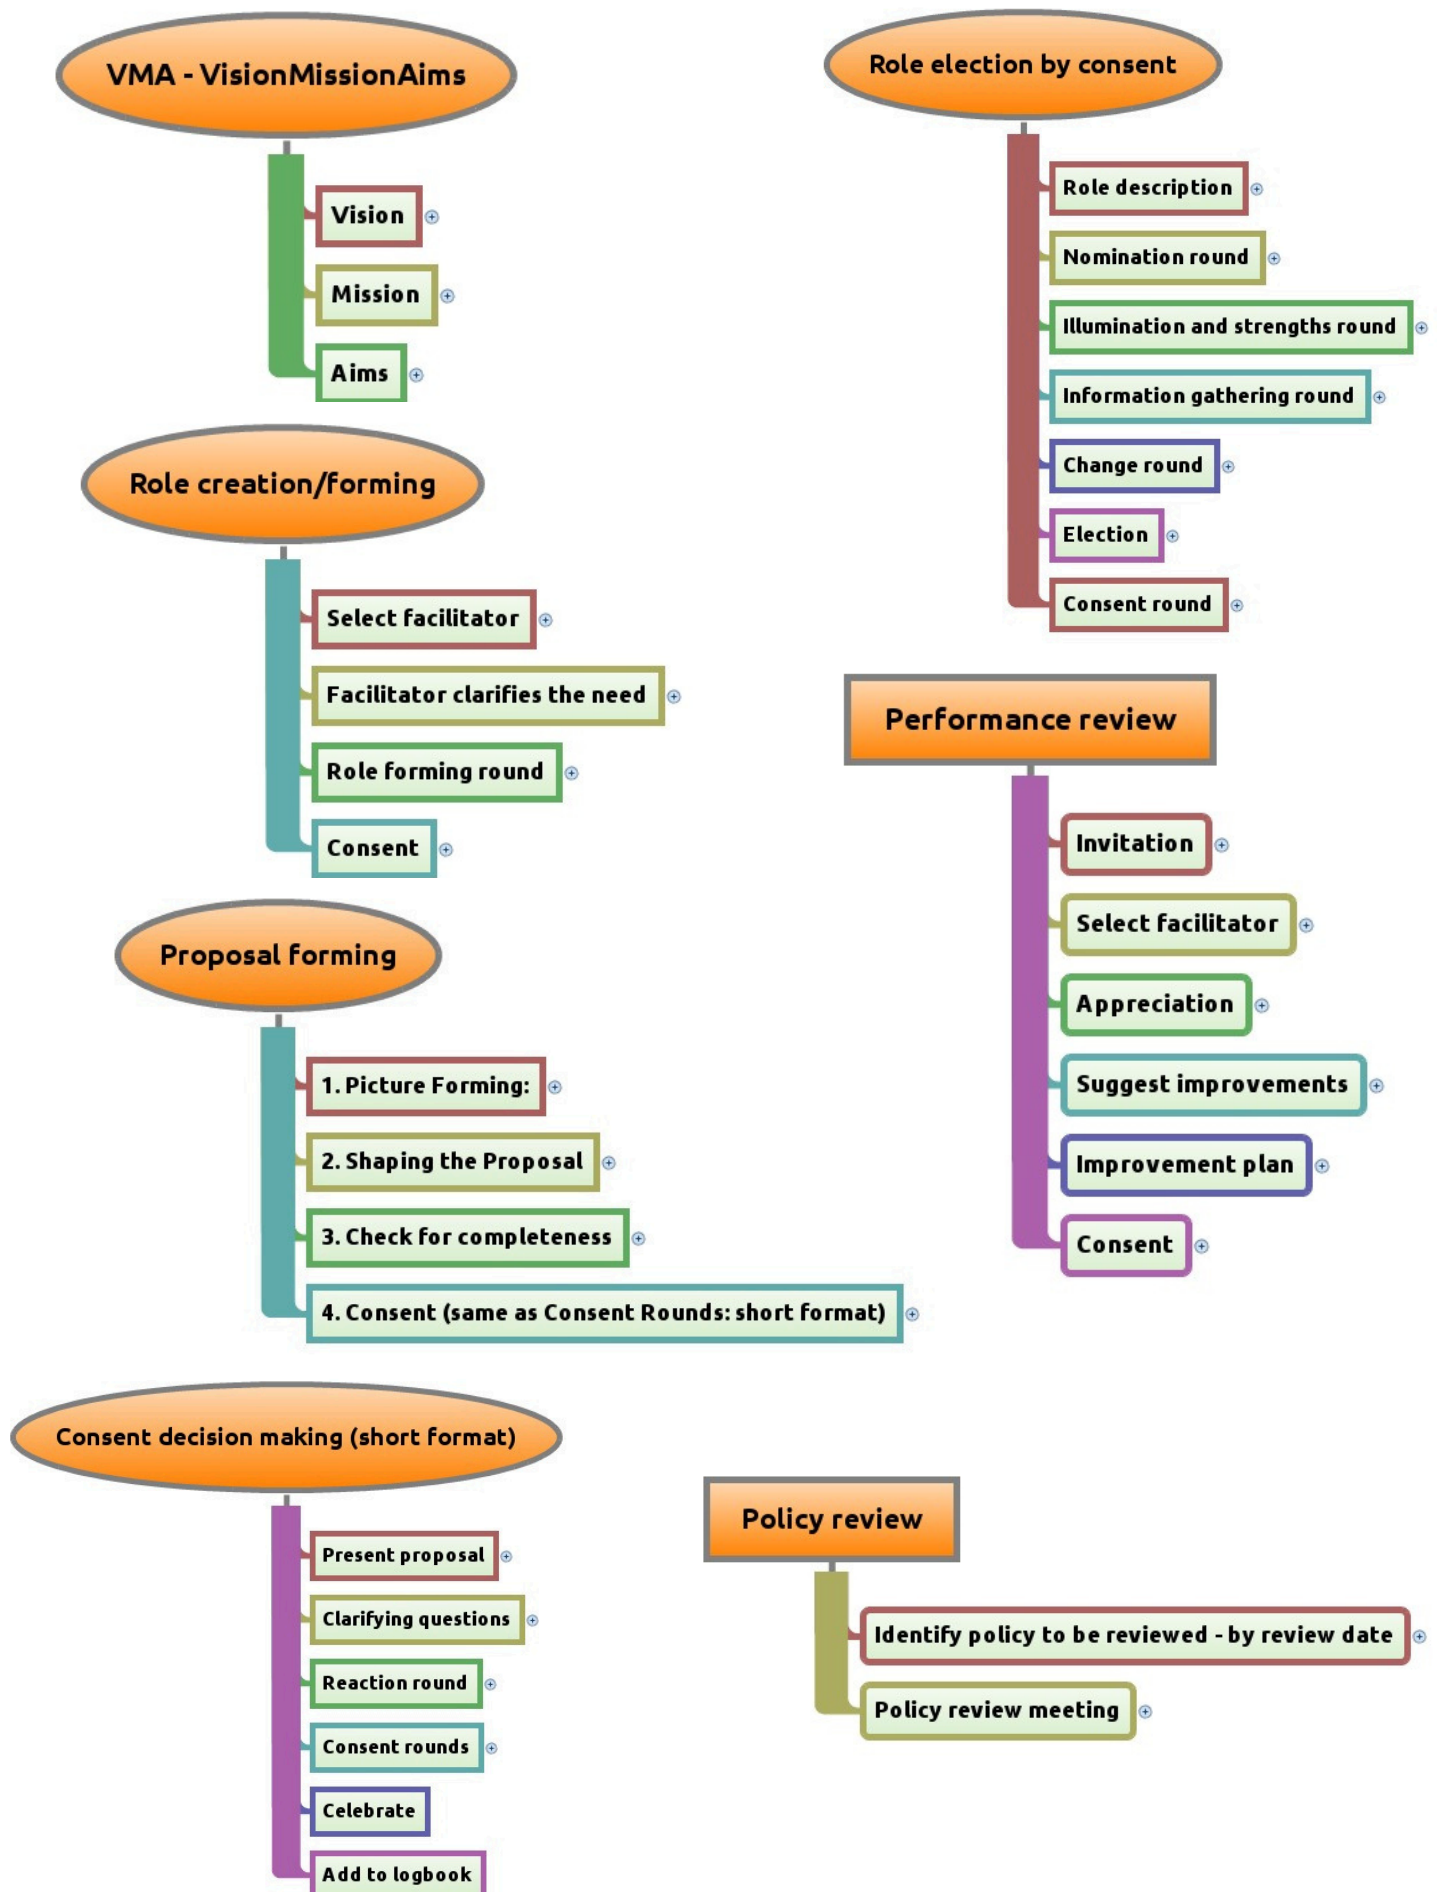 VMA - VisionMissionAims
Vision
Mission
Aims
Role creation/forming
Select facilitator
Facilitator clarifies the need
Role forming round
Consent
Proposal forming
1. Picture Forming:
2. Shaping the Proposal
3. Check for completeness
4. Consent (same as Consent Rounds: short format)
Consent decision making (short format)
Present proposal
Clarifying questions
Reaction round
Consent rounds
Celebrate
Add to logbook
Role election by consent
Role description
Nomination round
Illumination and strengths round
Information gathering round
Change round
Election
Consent round
Performance review
Invitation
Select facilitator
Appreciation
Suggest improvements
Improvement plan
Consent
Policy review
Identify policy to be reviewed - by review date
Policy review meeting